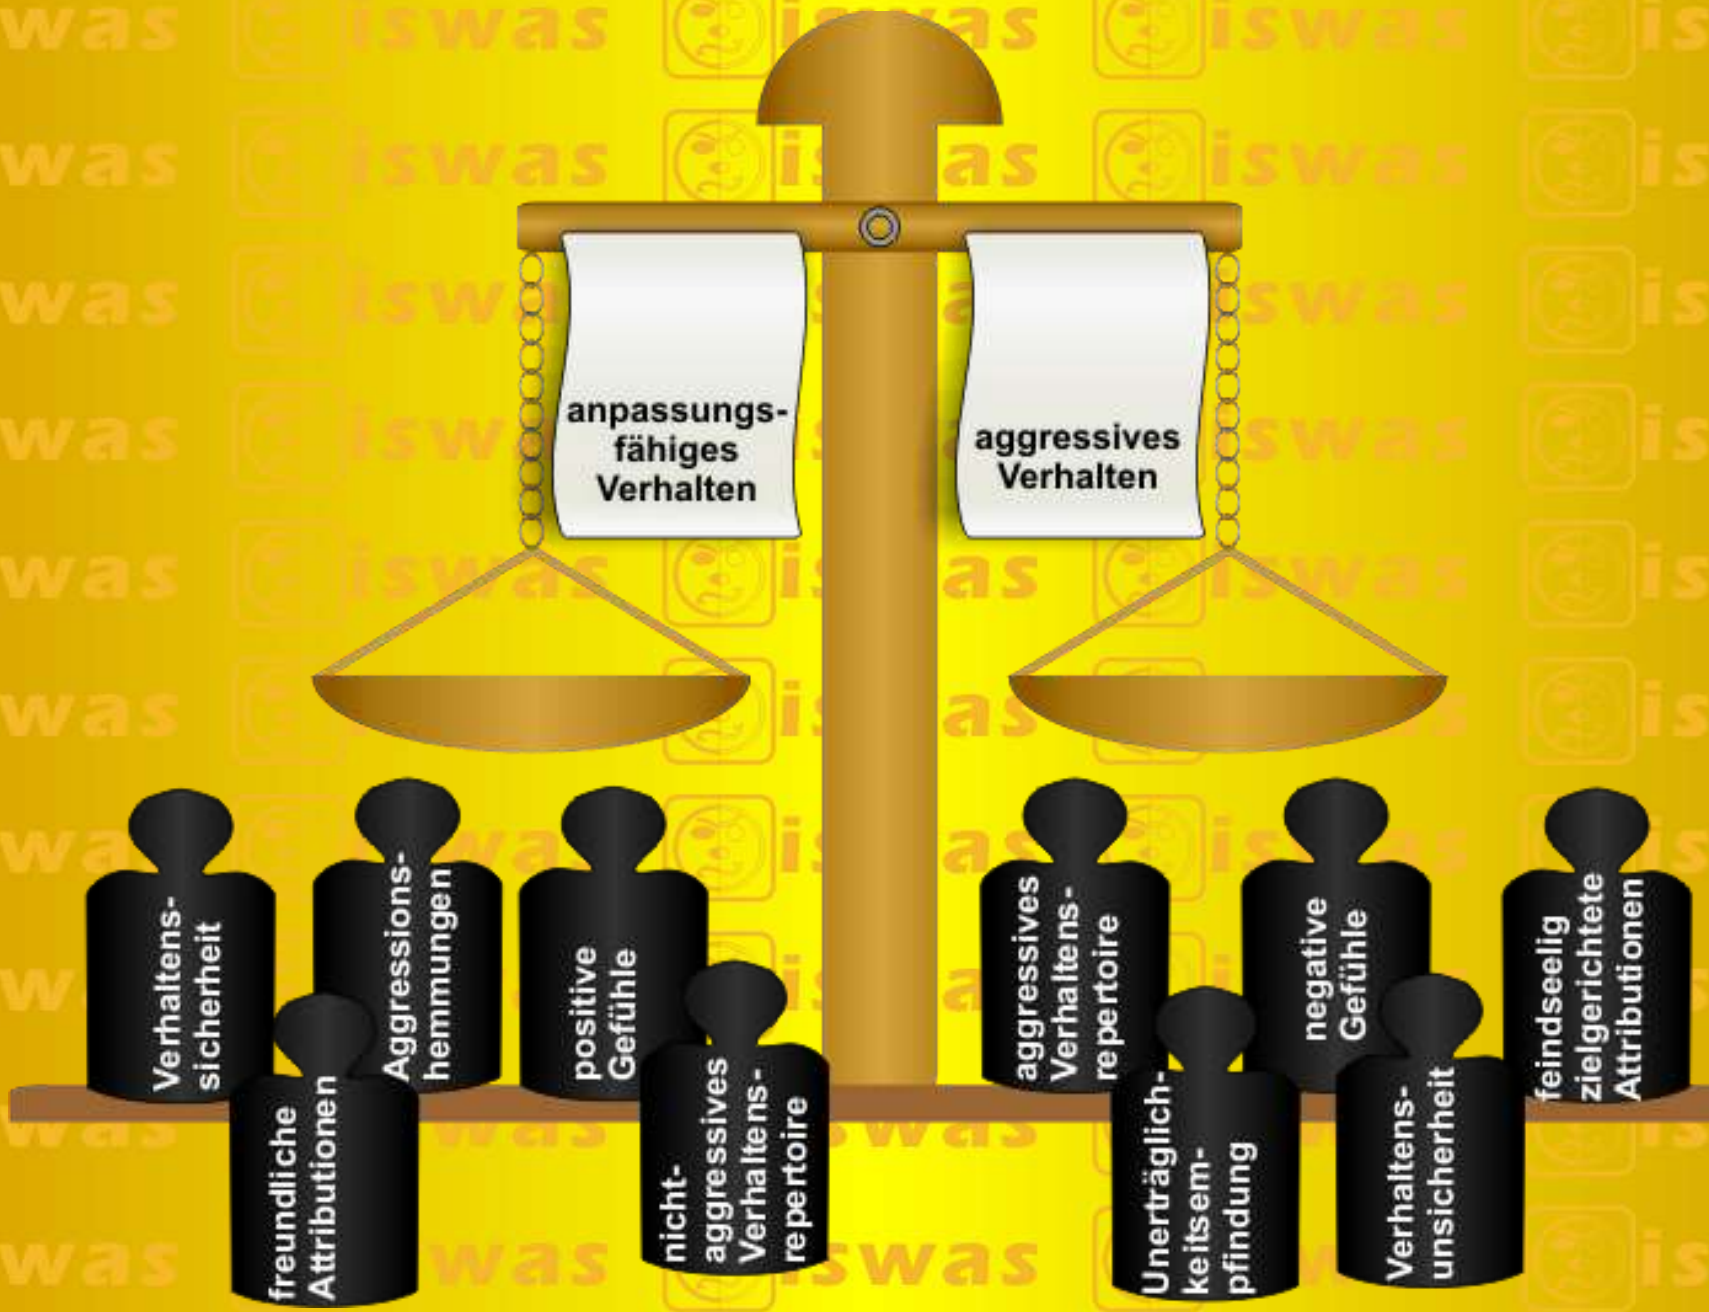 anpassungs-
fähiges
Verhalten
aggressives
Verhalten
Verhaltens-
sicherheit
Aggressions-
hemmungen
positive
Gefühle
freundliche
Attributionen
nicht-
aggressives
Verhaltens-
repertoire
aggressives
Verhaltens-
repertoire
negative
Gefühle
feindseelig
zielgerichtete
Attributionen
Unerträglich-
keitsem-
pfindung
Verhaltens-
unsicherheit
iswas